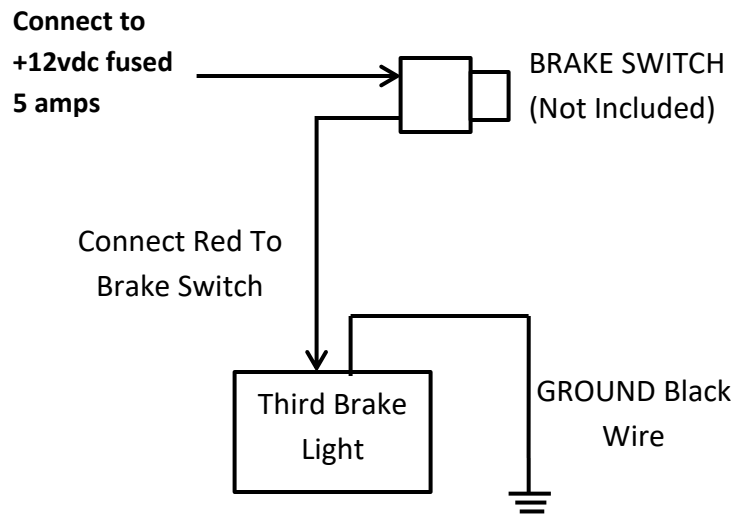 Connect to
+12vdc fused
5 amps
BRAKE SWITCH
(Not Included)
Connect Red To
Brake Switch
Third Brake
Light
GROUND Black
Wire